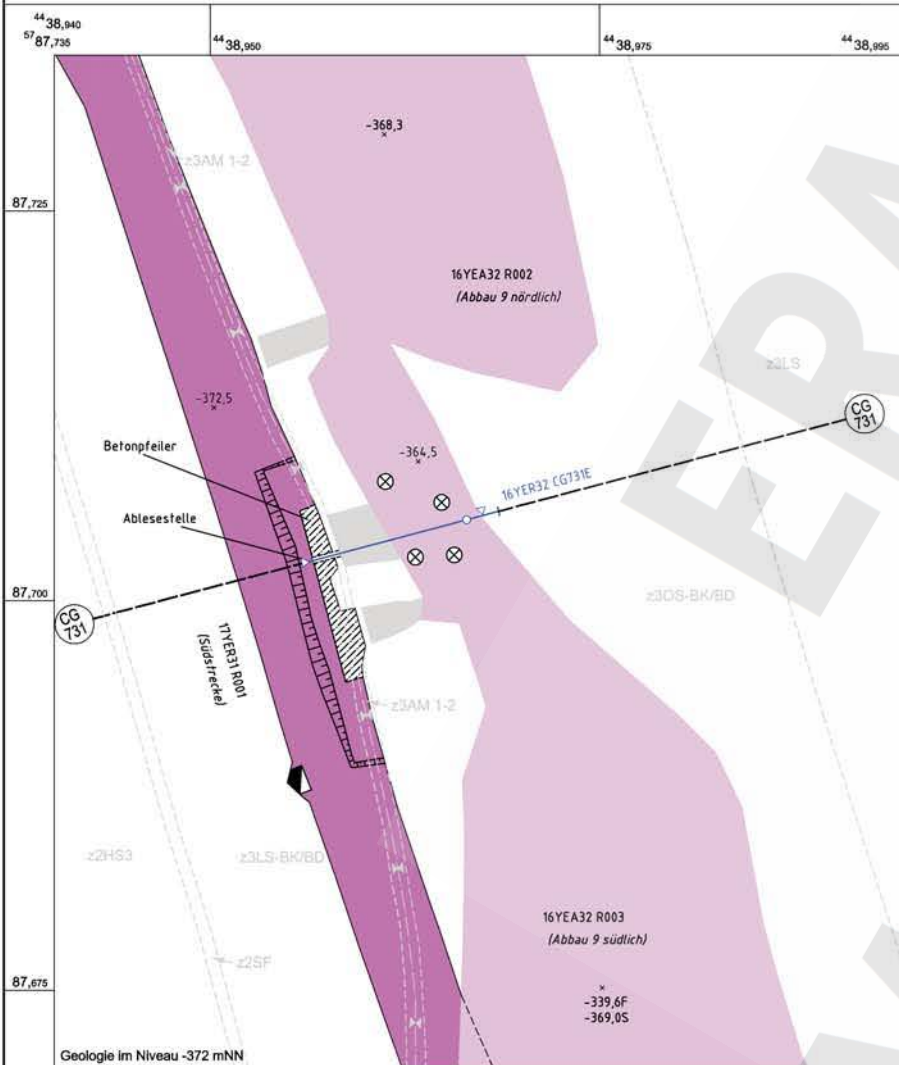 44 38,940
57 87,735
44 38,950
44 38,975
44 38,995
-368,3
z3AM 1-2
87,725
16YEA32 R002
(Abbau 9 nördlich)
z3LS
-372,5
CG
731
Betonpfeiler
-364,5
16YER32 CG731E
Ablesestelle
87,700
z3OS-BK/BD
CG
731
17YER31 R001
(Südstrecke)
z3AM 1-2
z2HS3
z3LS-BK/BD
16YEA32 R003
(Abbau 9 südlich)
z2SF
87,675
-339,6F
-369,0S
Geologie im Niveau -372 mNN
ERA